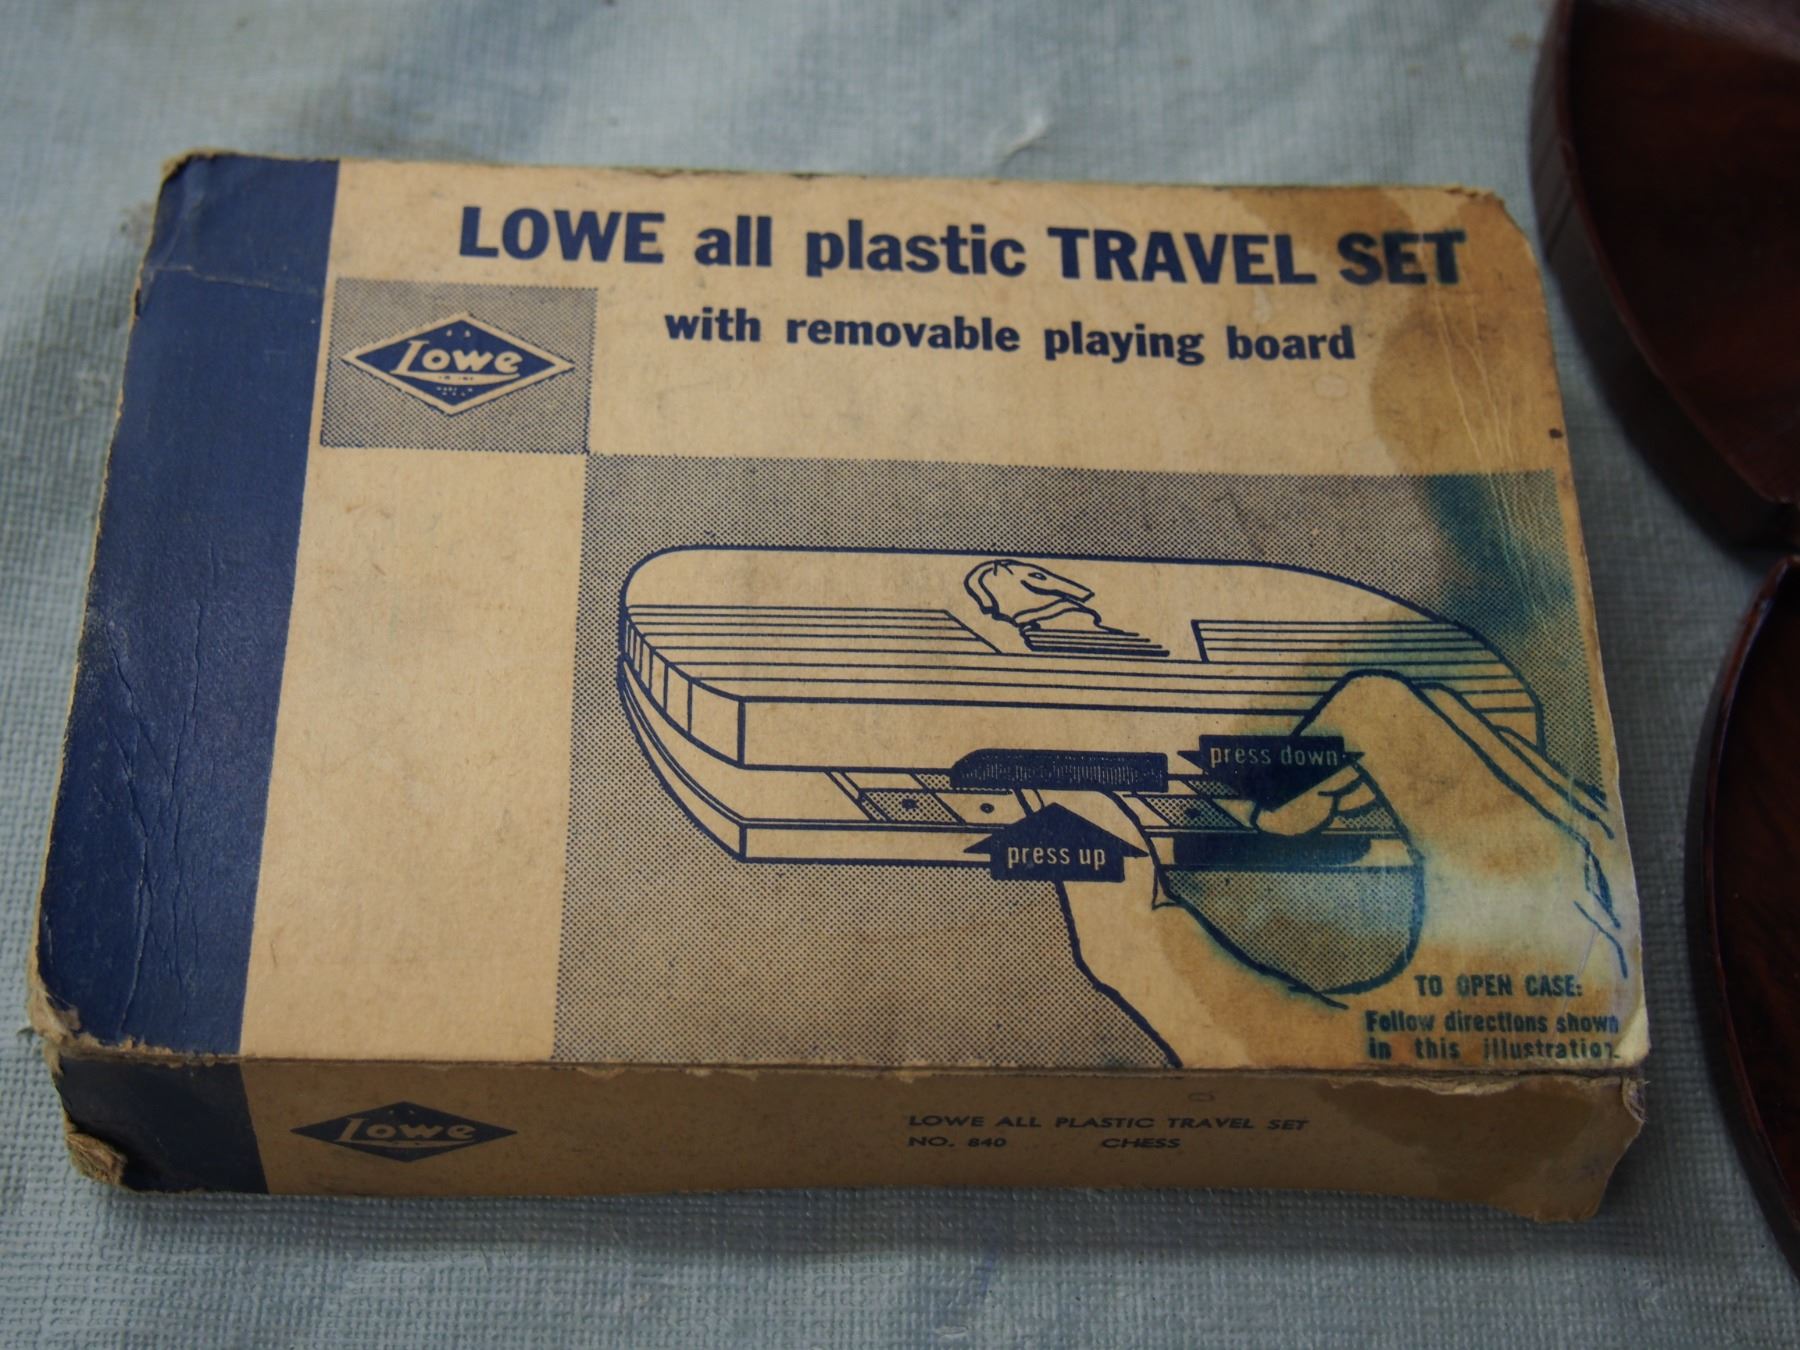 LOWE all plastic TRAVEL SET
with removable playing board
Lowe
press down
press up
TO OPEN CASE:
Follow directions shown
in this illustration.
Lowe
LOWE ALL PLASTIC TRAVEL SET
NO. 840 CHESS